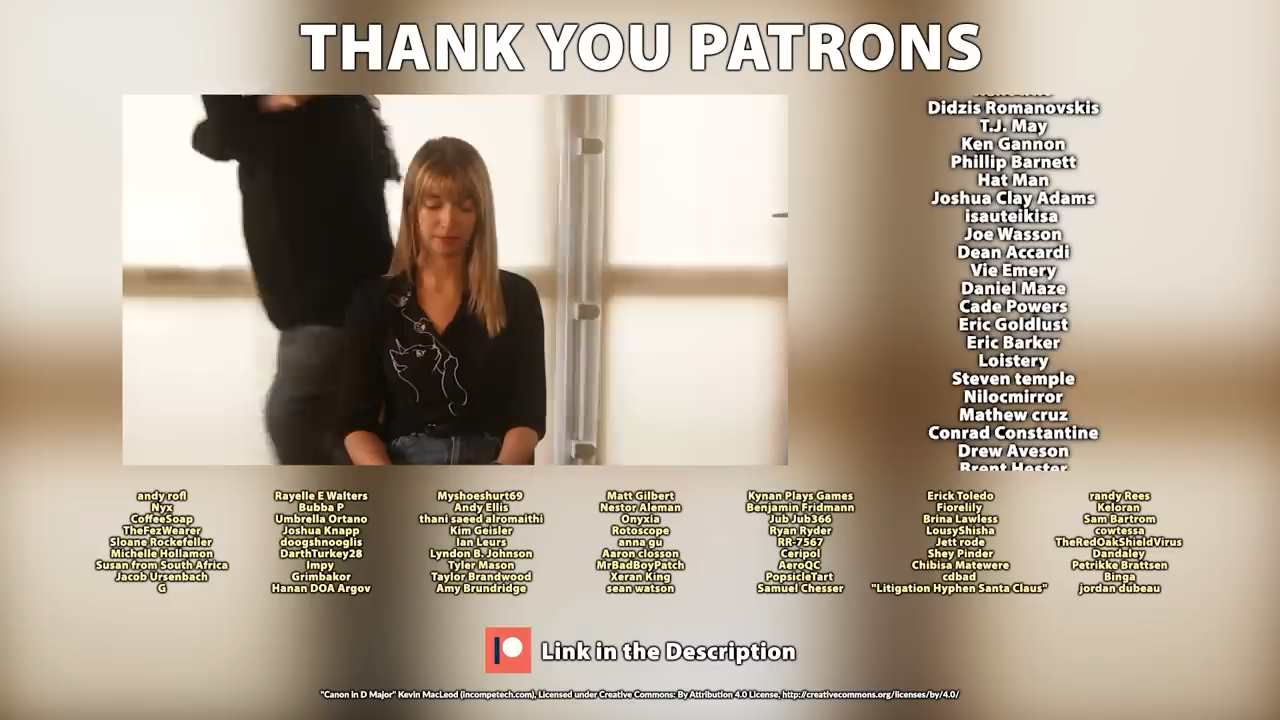 THANK YOU PATRONS
Didzis Romanovskis
T.J. May
Ken Gannon
Phillip Barnett
Hat Man
Joshua Clay Adams
isauteikisa
Joe Wasson
Dean Accardi
Vie Emery
Daniel Maze
Cade Powers
Eric Goldlust
Eric Barker
Loistery
Steven temple
Nilocmirror
Mathew cruz
Conrad Constantine
Drew Aveson
Brent Hester
andy rofl
Nyx
CoffeeSoap
TheFezWearer
Sloane Rockefeller
Michelle Hollamon
Susan from South Africa
Jacob Ursenbach
G
Rayelle E Walters
Bubba P
Umbrella Ortano
Joshua Knapp
doogshnooglis
DarthTurkey28
Impy
Grimbakor
Hanan DOA Argov
Myshoeshurt69
Andy Ellis
thani saeed alromaithi
Kim Geisler
Ian Leurs
Lyndon B. Johnson
Tyler Mason
Taylor Brandwood
Amy Brundridge
Matt Gilbert
Nestor Aleman
Onyxia
Rotoscope
anna gu
Aaron closson
MrBadBoyPatch
Xeran King
sean watson
Kynan Plays Games
Benjamin Fridmann
Jub Jub366
Ryan Ryder
RR-7567
Ceripol
AeroQC
PopsicleTart
Samuel Chesser
Erick Toledo
Fiorelily
Brina Lawless
LousyShisha
Jett rode
Shey Pinder
Chibisa Matewere
cdbad
"Litigation Hyphen Santa Claus"
randy Rees
Keloran
Sam Bartrom
cowtessa
TheRedOakShieldVirus
Dandaley
Petrikke Brattsen
Binga
jordan dubeau
Link in the Description
"Canon in D Major" Kevin MacLeod (incompetech.com), Licensed under Creative Commons: By Attribution 4.0 License, http://creativecommons.org/licenses/by/4.0/